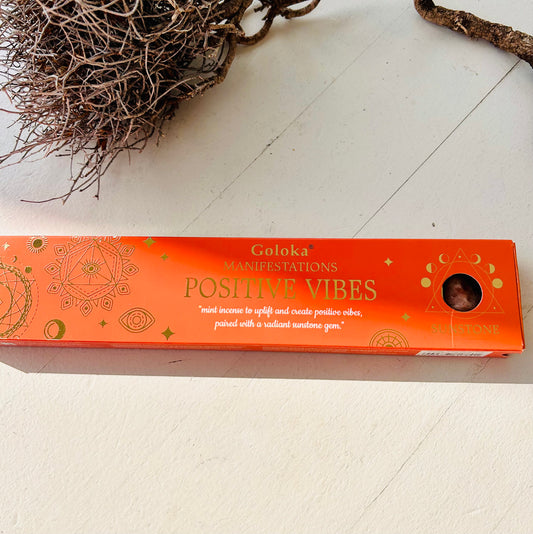 Goloka®
MANIFESTATIONS
POSITIVE VIBES
"mint incense to uplift and create positive vibes,
paired with a radiant sunstone gem."
SUNSTONE